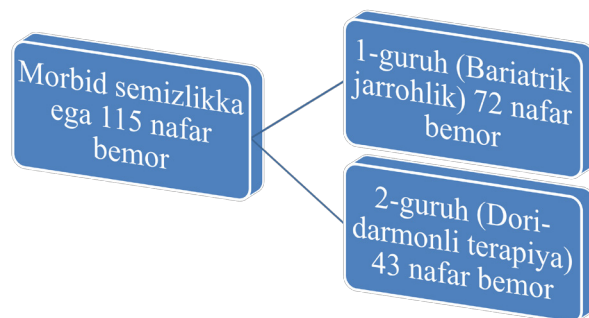 Morbid semizlikka
ega 115 nafar
bemor
1-guruh (Bariatrik
jarrohlik) 72 nafar
bemor
2-guruh (Dori-
darmonli terapiya)
43 nafar bemor